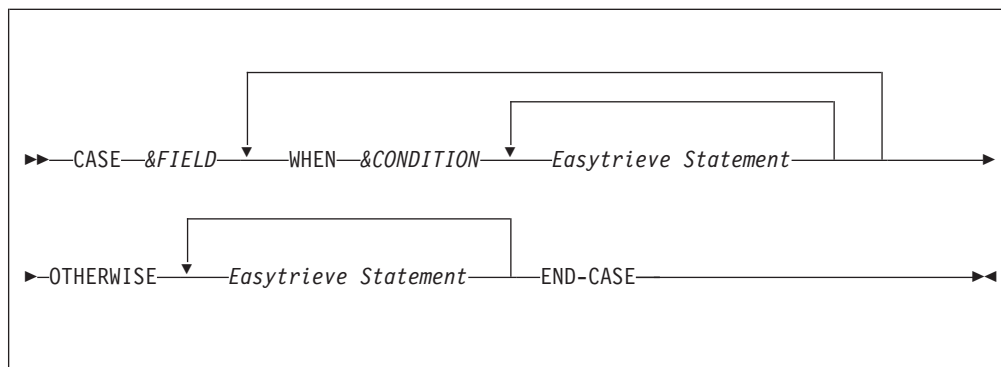 CASE &FIELD WHEN &CONDITION Easytrieve Statement
OTHERWISE Easytrieve Statement END-CASE